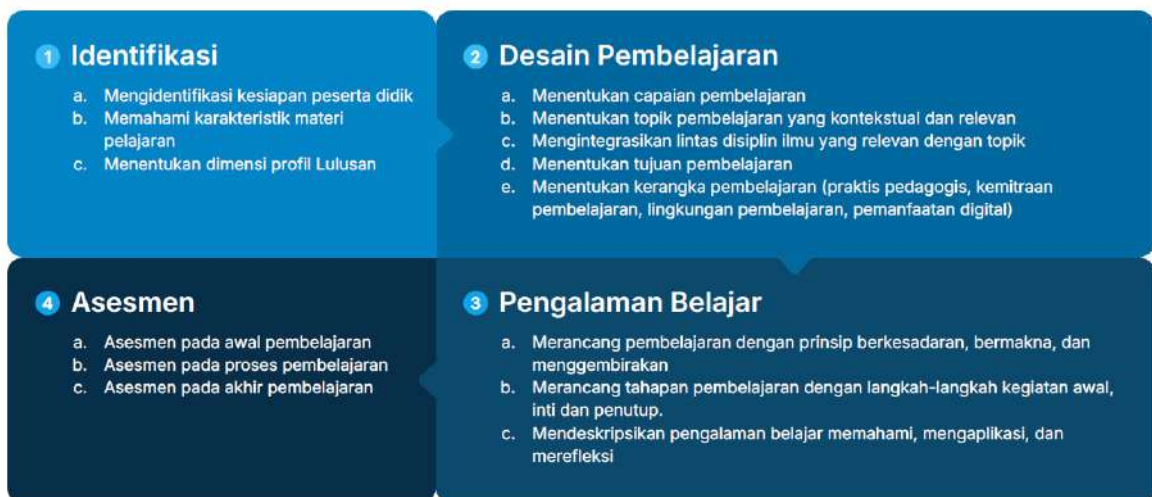 1 Identifikasi
a. Mengidentifikasi kesiapan peserta didik
b. Memahami karakteristik materi
pelajaran
c. Menentukan dimensi profil Lulusan
2 Desain Pembelajaran
a. Menentukan capaian pembelajaran
b. Menentukan topik pembelajaran yang kontekstual dan relevan
c. Mengintegrasikan lintas disiplin ilmu yang relevan dengan topik
d. Menentukan tujuan pembelajaran
e. Menentukan kerangka pembelajaran (praktis pedagogis, kemitraan
pembelajaran, lingkungan pembelajaran, pemanfaatan digital)
3 Pengalaman Belajar
a. Merancang pembelajaran dengan prinsip berkesadaran, bermakna, dan
menggembirakan
b. Merancang tahapan pembelajaran dengan langkah-langkah kegiatan awal,
inti dan penutup.
c. Mendeskripsikan pengalaman belajar memahami, mengaplikasi, dan
merefleksi
4 Asesmen
a. Asesmen pada awal pembelajaran
b. Asesmen pada proses pembelajaran
c. Asesmen pada akhir pembelajaran